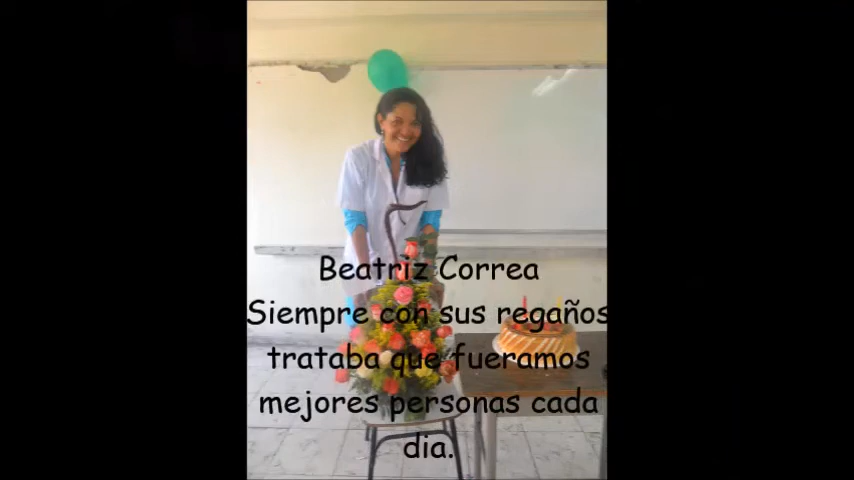 Beatriz Correa
Siempre con sus regaños
trataba que fueramos
mejores personas cada
dia.